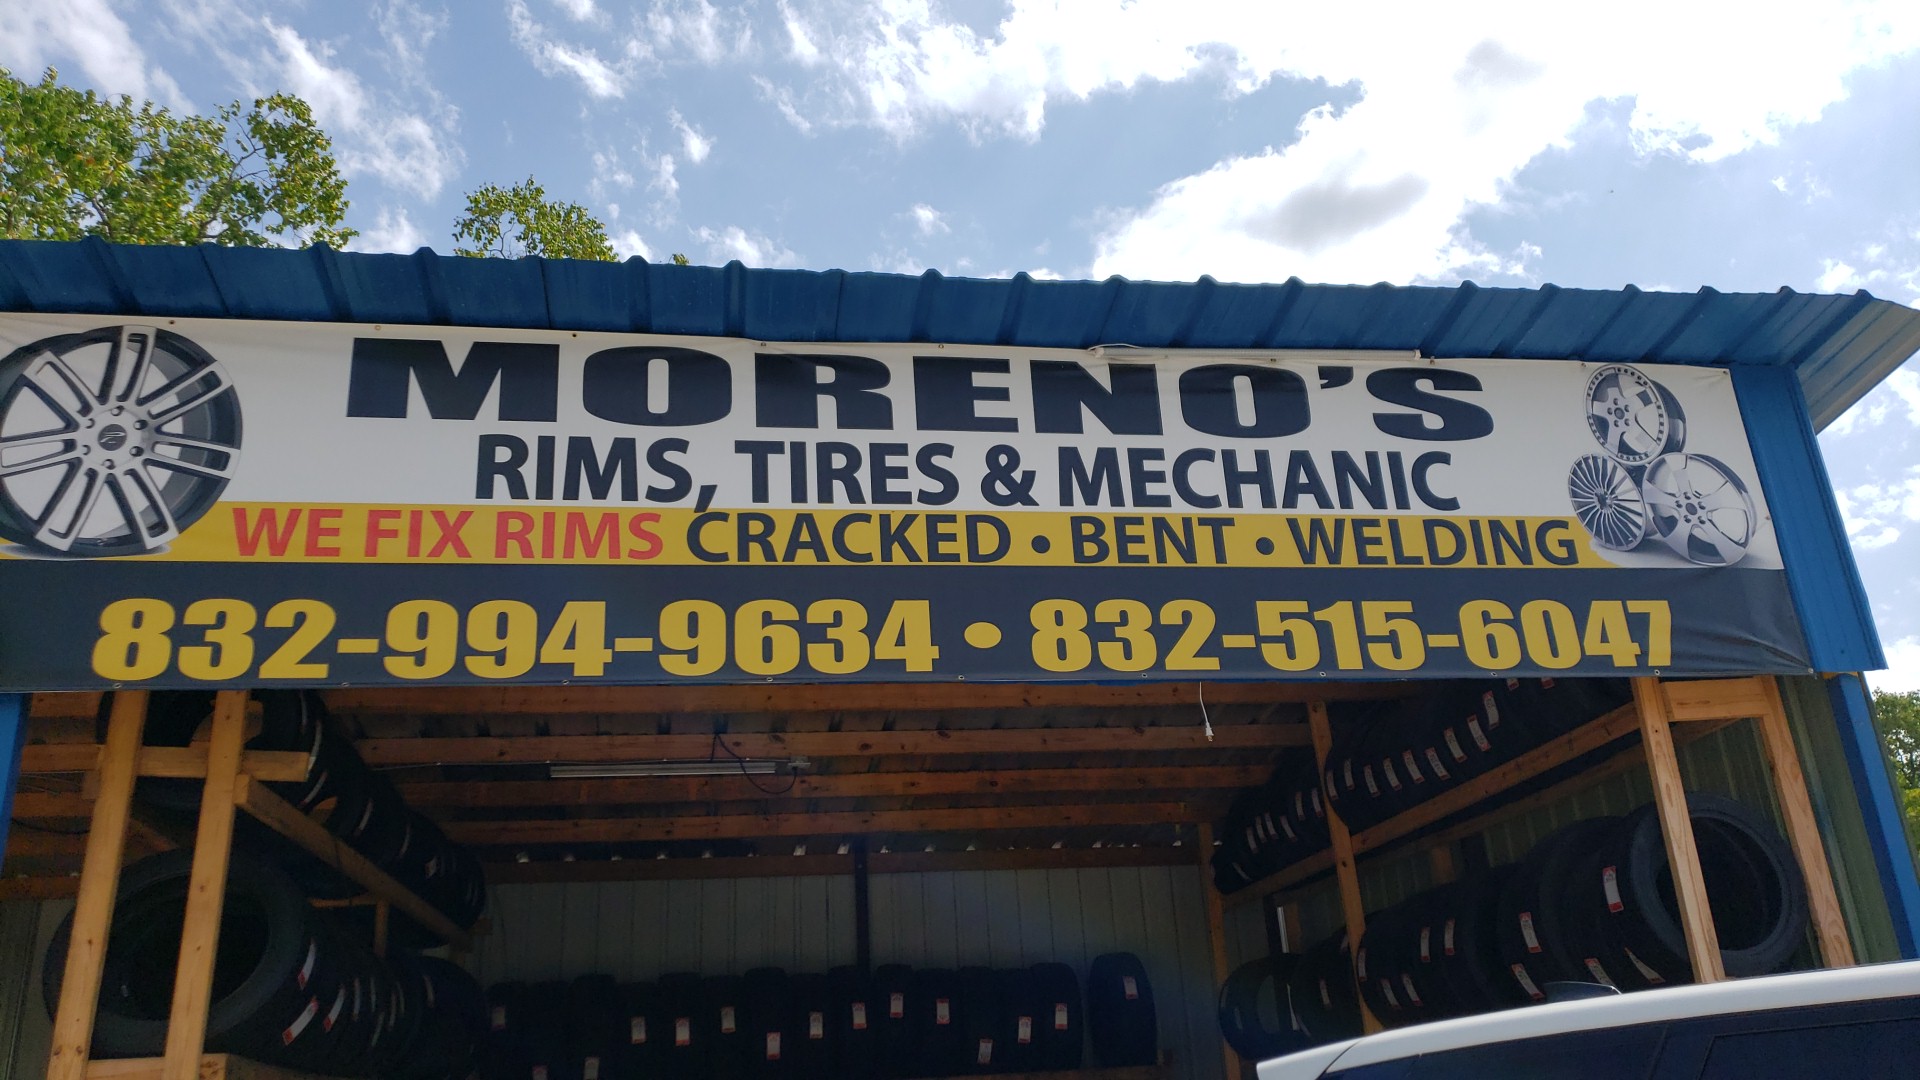 MORENO'S
RIMS, TIRES & MECHANIC
WE FIX RIMS CRACKED • BENT • WELDING
832-994-9634 • 832-515-6047